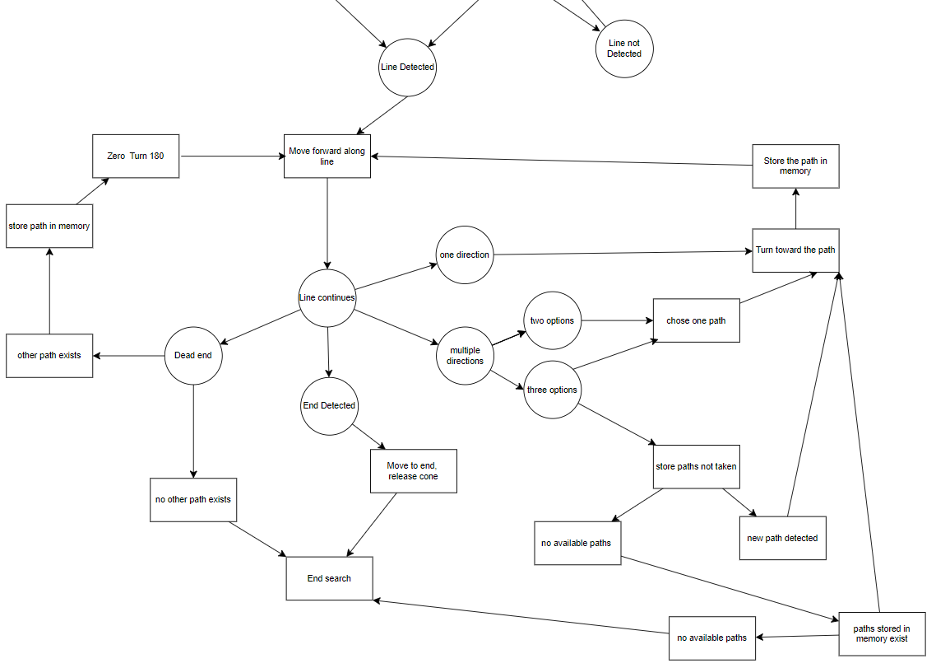 Line not
Detected
Line Detected
Zero Turn 180
Move forward along
line
Store the path in
memory
store path in memory
one direction
Turn toward the path
Line continues
two options
chose one path
other path exists
Dead end
multiple
directions
three options
End Detected
Move to end,
release cone
store paths not taken
no other path exists
no available paths
new path detected
End search
paths stored in
memory exist
no available paths